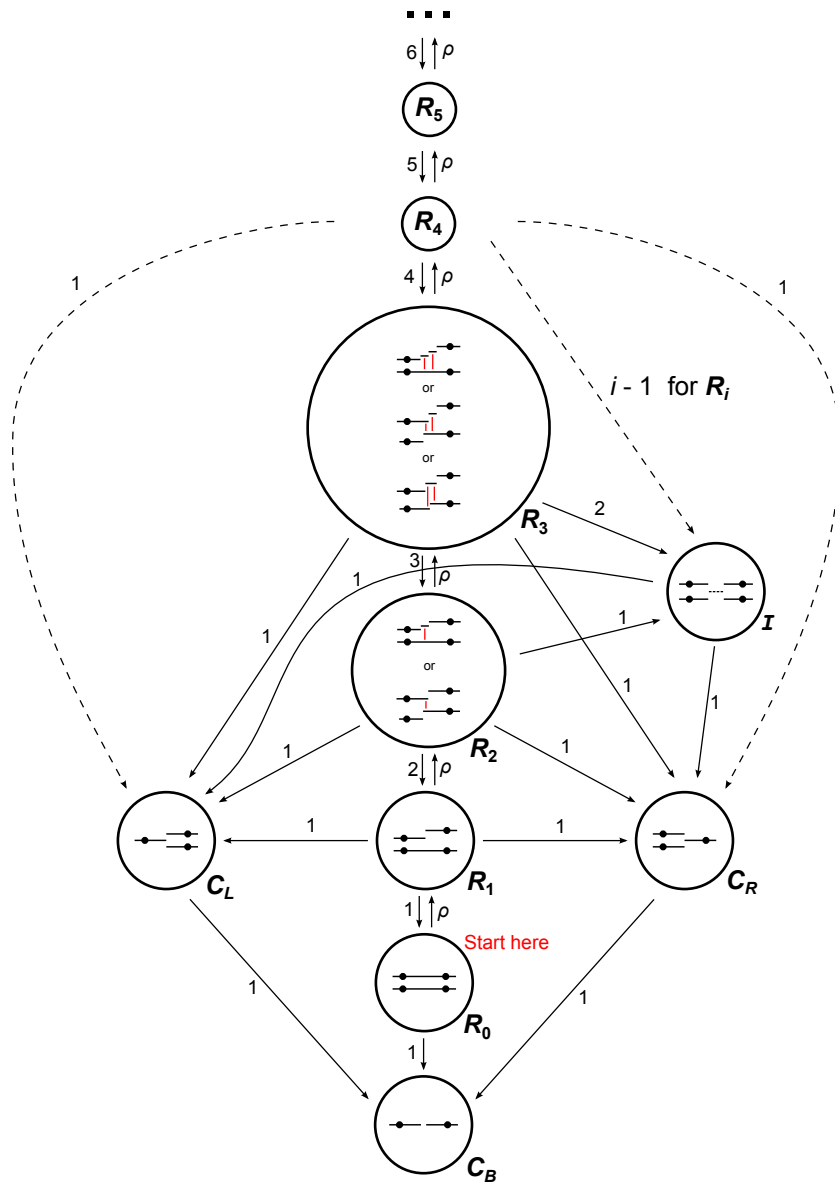 ...
6 ρ
R5
5 ρ
R4
1 1
4 ρ
i - 1 for Ri
or
or
R3
2
3 ρ
1
1
I
1
or
1
1
R2
1 1
2 ρ
1 1
CL
R1
CR
1 ρ
Start here
R0
1 1
1
CB